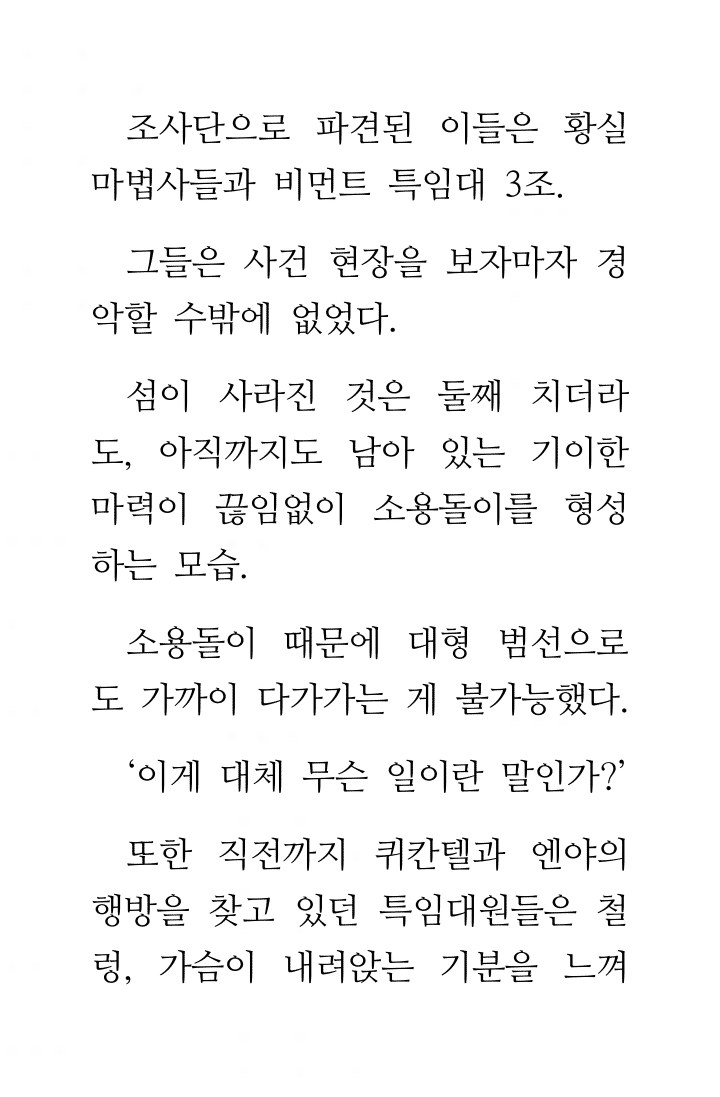 조사단으로 파견된 이들은 황실
마법사들과 비먼트 특임대 3조.
그들은 사건 현장을 보자마자 경
악할 수밖에 없었다.
섬이 사라진 것은 둘째 치더라
도, 아직까지도 남아 있는 기이한
마력이 끊임없이 소용돌이를 형성
하는 모습.
소용돌이 때문에 대형 범선으로
도 가까이 다가가는 게 불가능했다.
‘이게 대체 무슨 일이란 말인가?’
또한 직전까지 퀴칸텔과 엔야의
행방을 찾고 있던 특임대원들은 철
렁, 가슴이 내려앉는 기분을 느껴